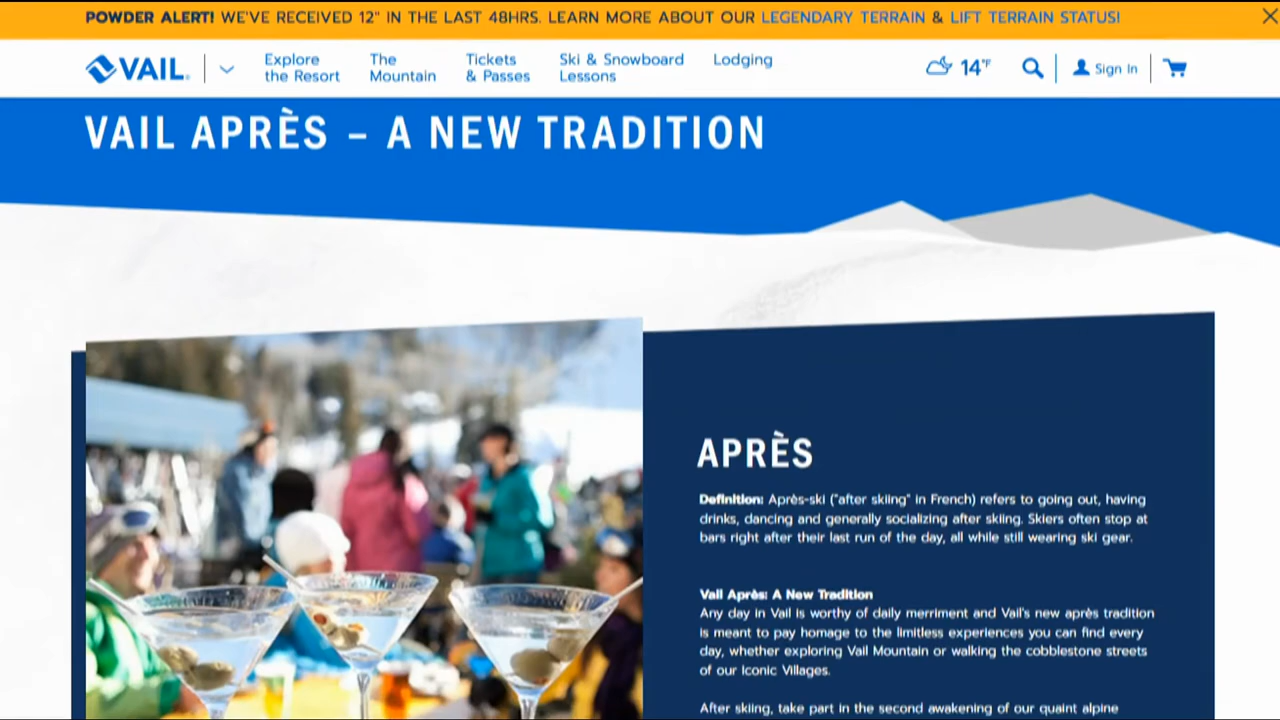 POWDER ALERT! WE'VE RECEIVED 12" IN THE LAST 48HRS. LEARN MORE ABOUT OUR LEGENDARY TERRAIN & LIFT TERRAIN STATUS!
VAIL
Explore
the Resort
The
Mountain
Tickets
& Passes
Ski & Snowboard
Lessons
Lodging
14°F
Sign In
VAIL APRÈS – A NEW TRADITION
APRÈS
Definition: Après-ski ("after skiing" in French) refers to going out, having
drinks, dancing and generally socializing after skiing. Skiers often stop at
bars right after their last run of the day, all while still wearing ski gear.
Vail Après: A New Tradition
Any day in Vail is worthy of daily merriment and Vail's new après tradition
is meant to pay homage to the limitless experiences you can find every
day, whether exploring Vail Mountain or walking the cobblestone streets
of our Iconic Villages.
After skiing, take part in the second awakening of our quaint alpine